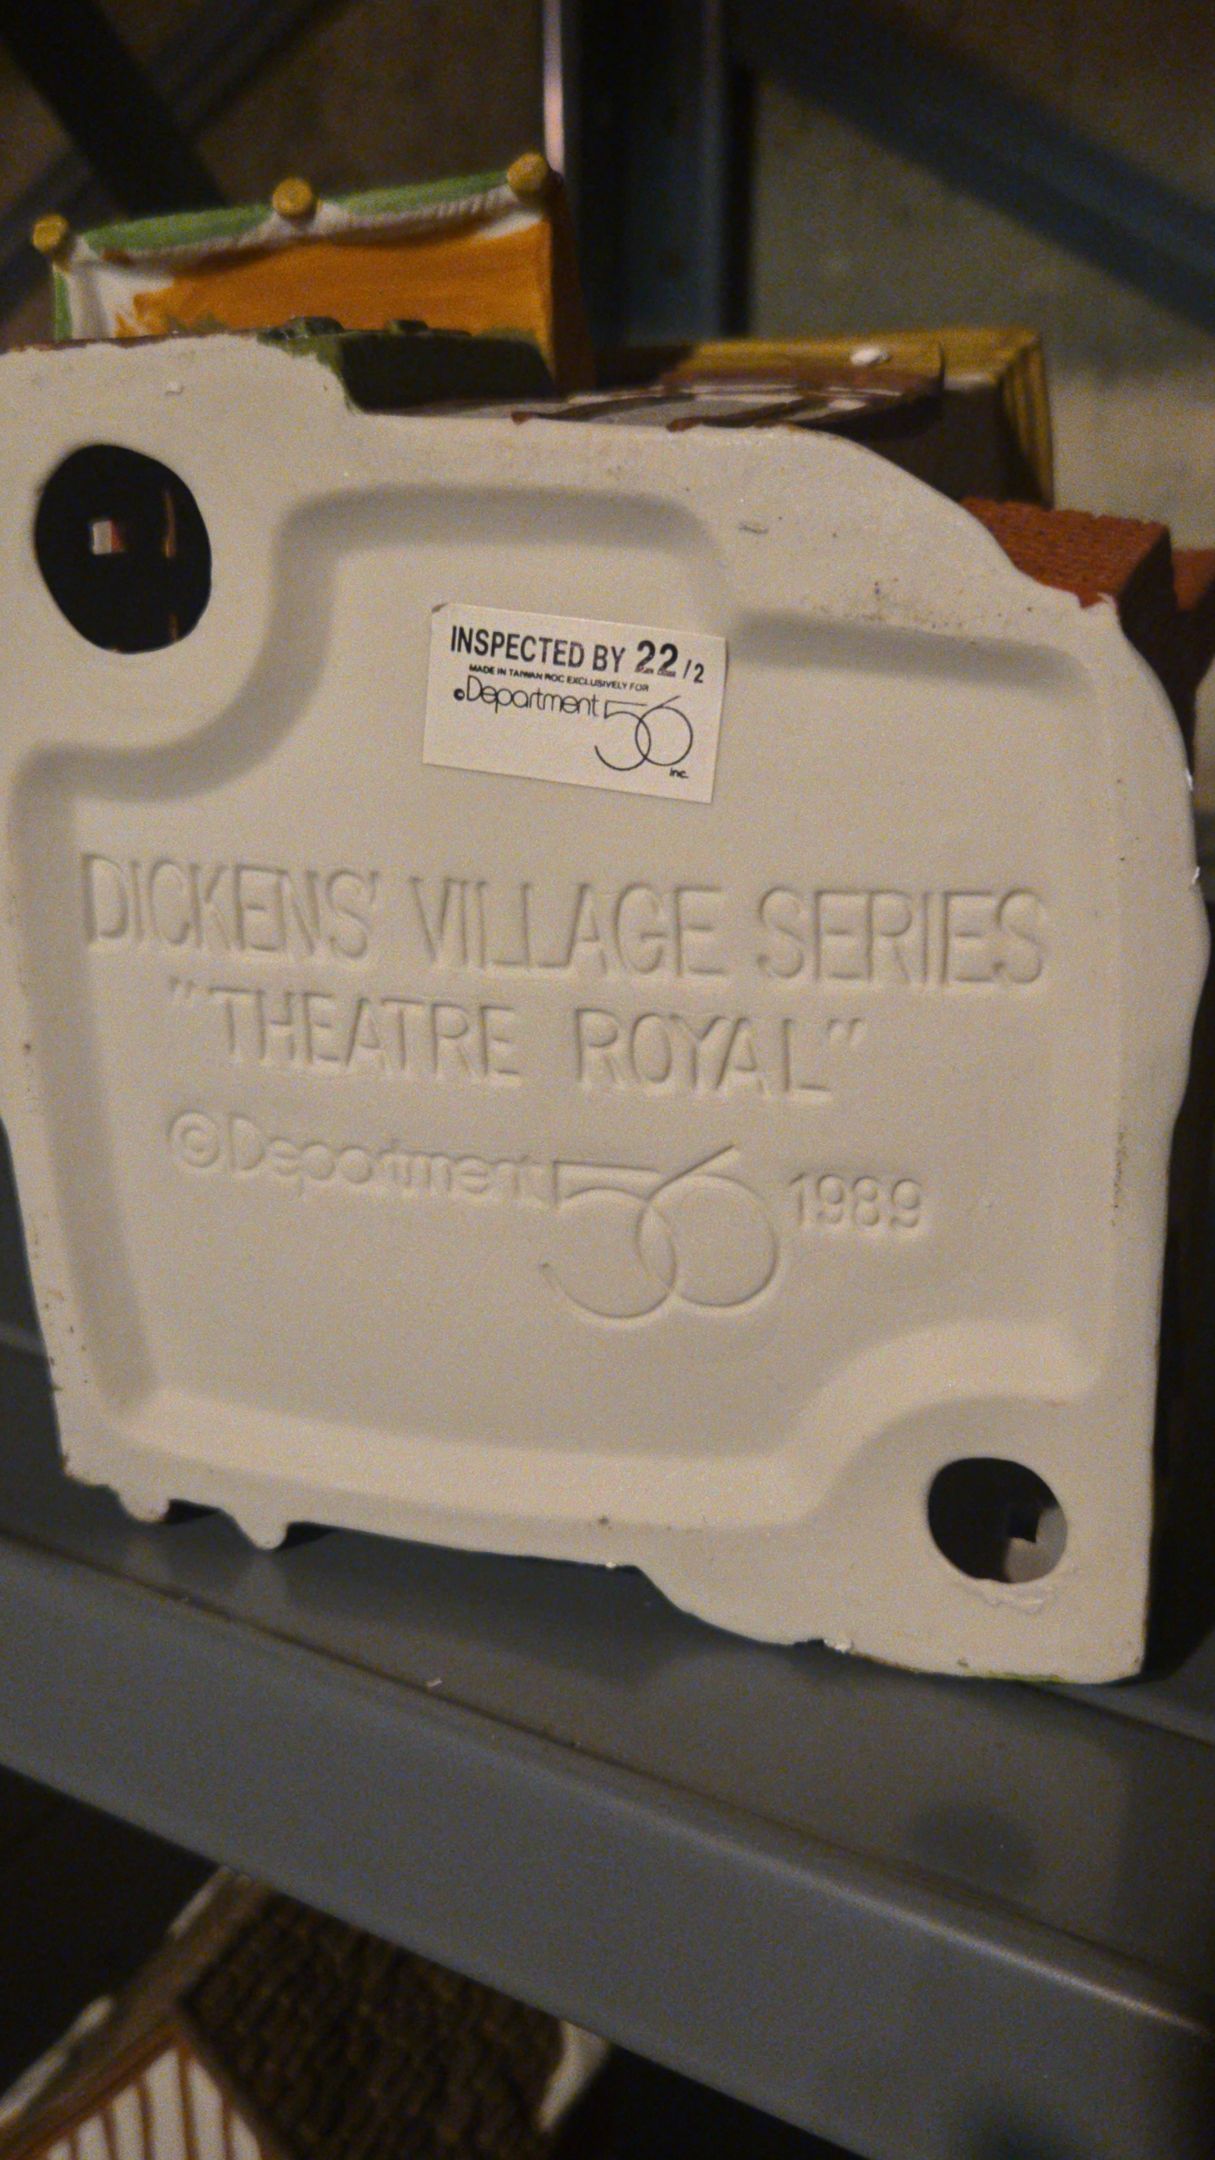 INSPECTED BY 22/2
MADE IN TAIWAN ROC EXCLUSIVELY FOR
©Department 56
Inc.
DICKENS' VILLAGE SERIES
"THEATRE ROYAL"
©Department 56 1989